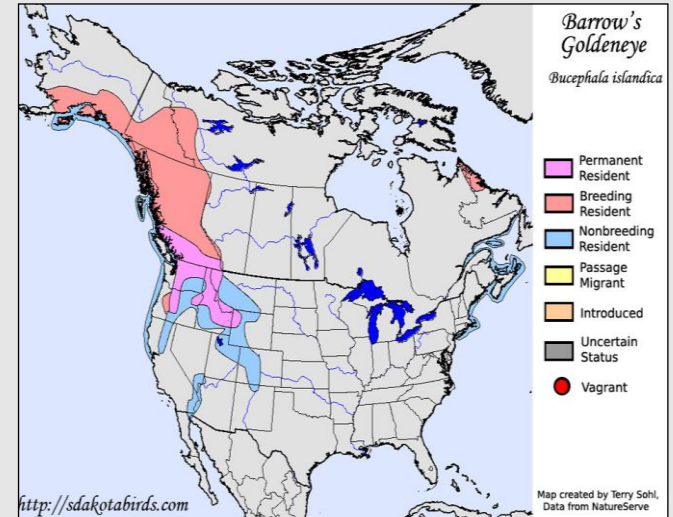 Barrow's
Goldeneye
Bucephala islandica
Permanent
Resident
Breeding
Resident
Nonbreeding
Resident
Passage
Migrant
Introduced
Uncertain
Status
Vagrant
http://sdakotabirds.com
Map created by Terry Sohl,
Data from NatureServe